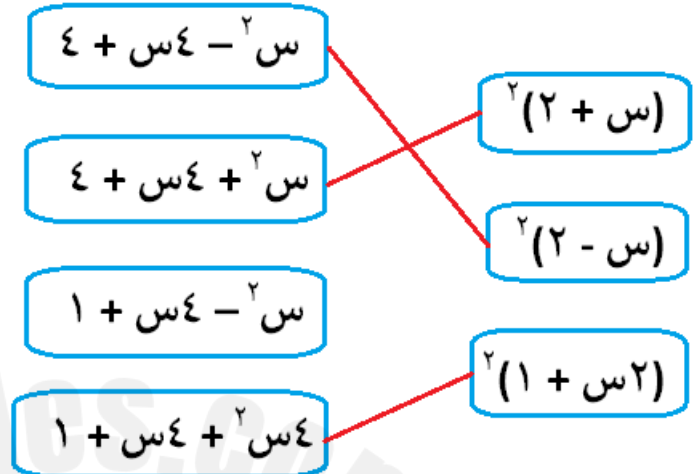 (س + ٢)٢
(س - ٢)٢
(٢س + ١)٢
س٢ – ٤س + ٤
س٢ + ٤س + ٤
س٢ – ٤س + ١
٤س٢ + ٤س + ١